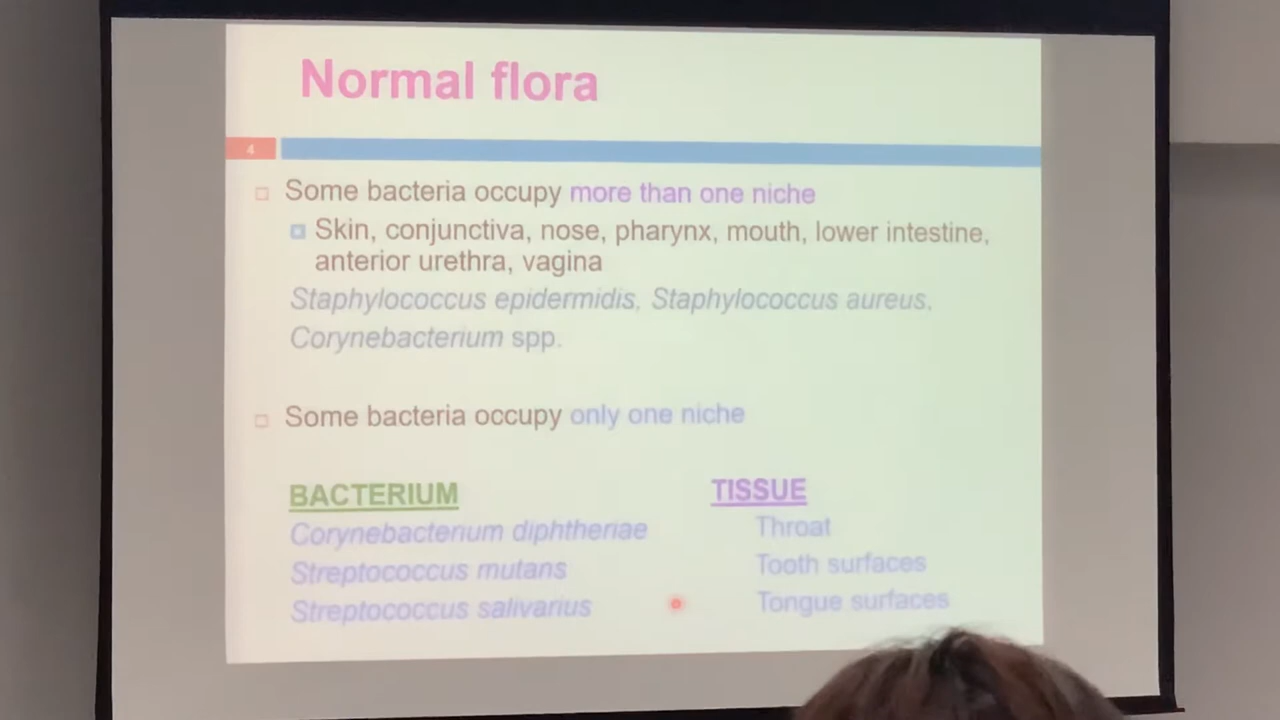 Normal flora
4
Some bacteria occupy more than one niche
Skin, conjunctiva, nose, pharynx, mouth, lower intestine,
anterior urethra, vagina
Staphylococcus epidermidis, Staphylococcus aureus,
Corynebacterium spp.
Some bacteria occupy only one niche
BACTERIUM TISSUE
Corynebacterium diphtheriae Throat
Streptococcus mutans Tooth surfaces
Streptococcus salivarius Tongue surfaces